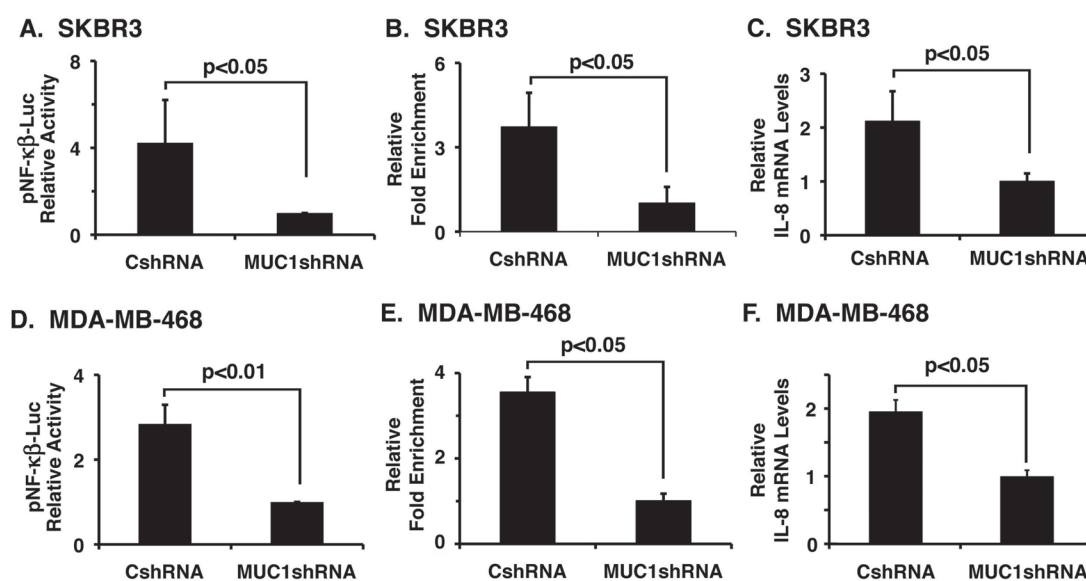 A. SKBR3
pNF-κβ-Luc
Relative Activity
8
4
0
p<0.05
CshRNA MUC1shRNA
B. SKBR3
Relative
Fold Enrichment
6
3
0
p<0.05
CshRNA MUC1shRNA
C. SKBR3
Relative
IL-8 mRNA Levels
3
2
1
0
p<0.05
CshRNA MUC1shRNA
D. MDA-MB-468
pNF-κβ-Luc
Relative Activity
4
2
0
p<0.01
CshRNA MUC1shRNA
E. MDA-MB-468
Relative
Fold Enrichment
4
2
0
p<0.05
CshRNA MUC1shRNA
F. MDA-MB-468
Relative
IL-8 mRNA Levels
2
1
0
p<0.05
CshRNA MUC1shRNA